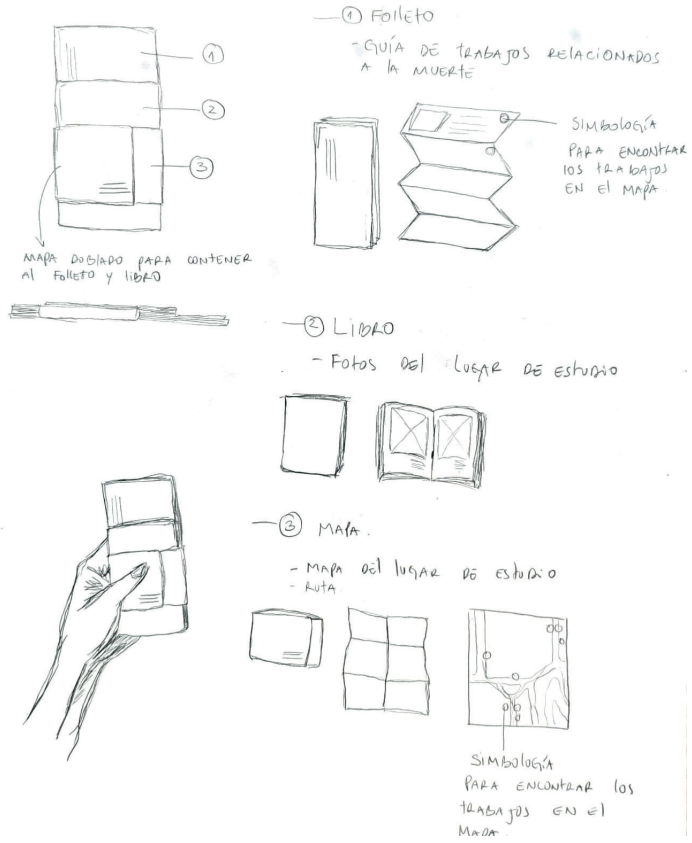 1 FOllETO
- GUÍA DE TRABAJOS RELACIONADOS
A lA MUERTE
1
2
3
SIMBOLOGÍA
PARA ENCONTRAR
lOS TRABAJOS
EN El MAPA.
MAPA DOBlADO PARA CONTENER
Al FOllETO y lIBRO
2 LIBRO
- FOTOS DEl LUGAR DE ESTUDIO
3 MAPA.
- MAPA DEl lUGAR DE ESTUDIO
- RUTA
SIMBOlOGÍA
PARA ENCONTRAR lOS
TRABAJOS EN El
MAPA.